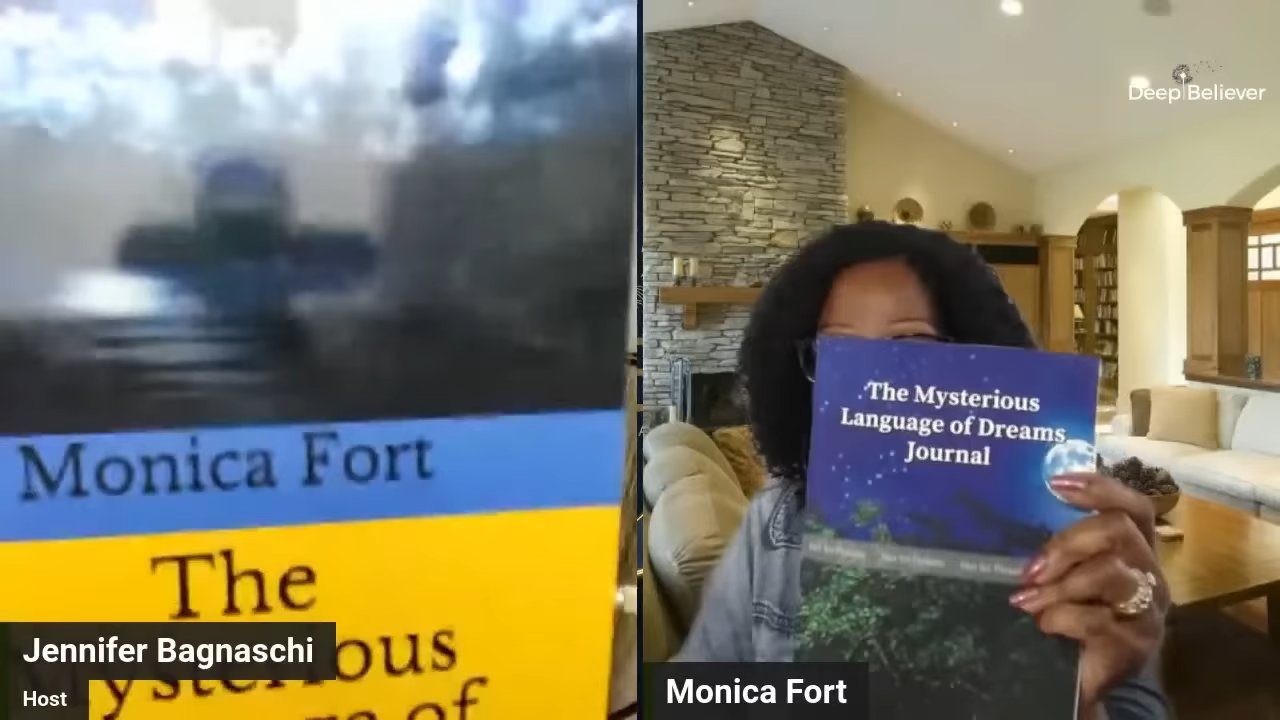 Monica Fort
The
ous
Jennifer Bagnaschi
Host
Deep Believer
The Mysterious
Language of Dreams
Journal
Monica Fort